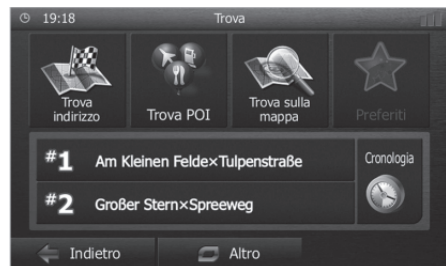 19:18 Trova
Trova
indirizzo
Trova POI
Trova sulla
mappa
Preferiti
#1 Am Kleinen Felde×Tulpenstraße
#2 Großer Stern×Spreeweg
Cronologia
Indietro
Altro